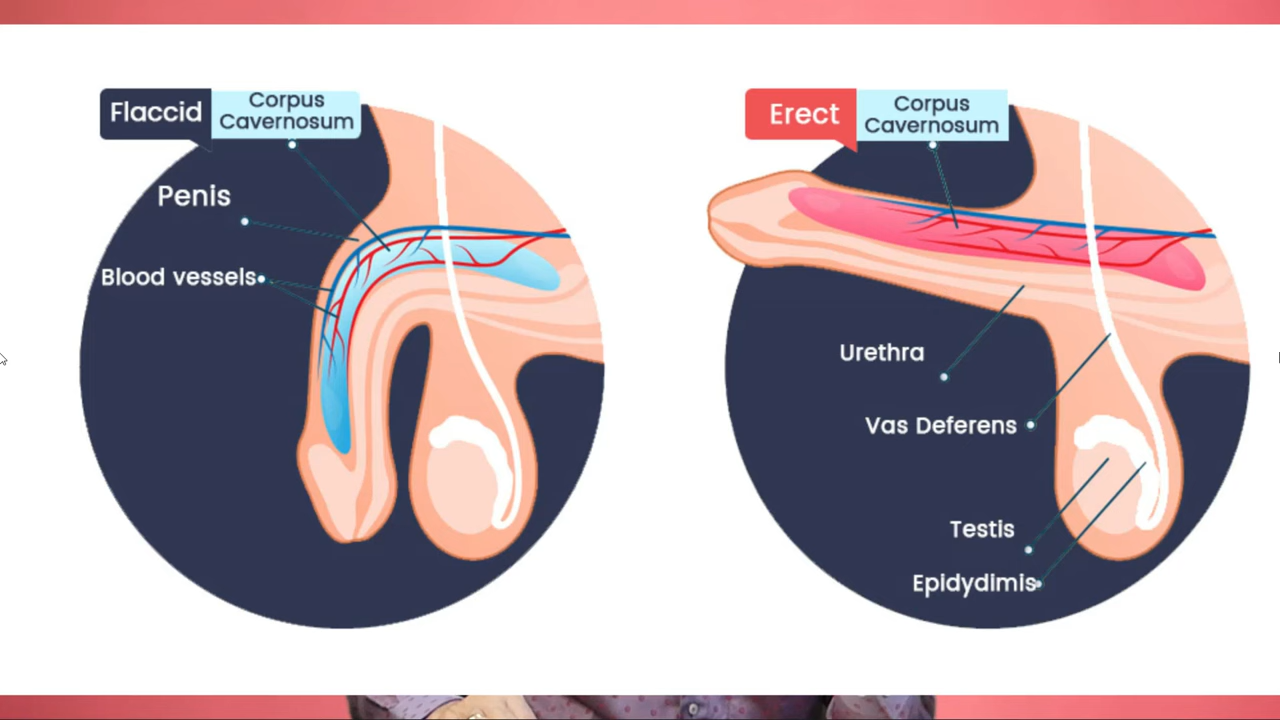 Flaccid
Corpus
Cavernosum
Penis
Blood vessels
Erect
Corpus
Cavernosum
Urethra
Vas Deferens
Testis
Epidydimis